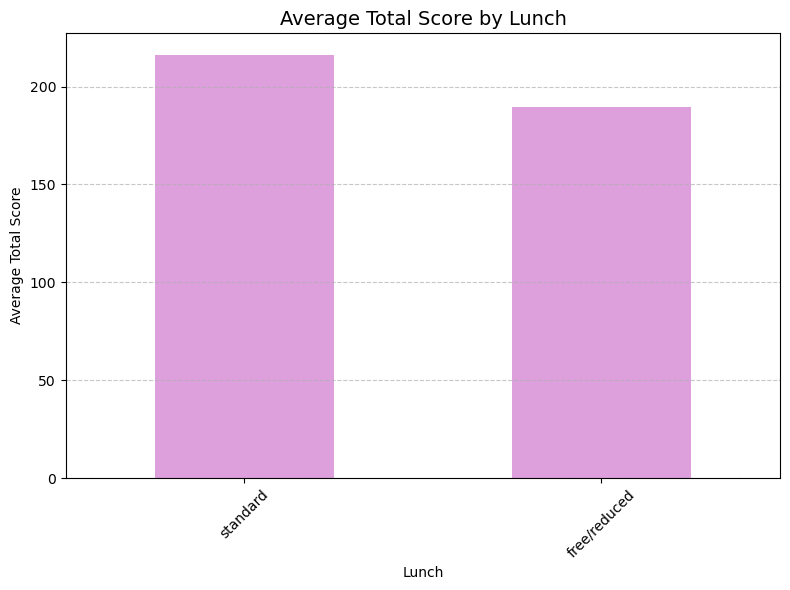 Average Total Score by Lunch
Average Total Score
200
150
100
50
0
standard
free/reduced
Lunch